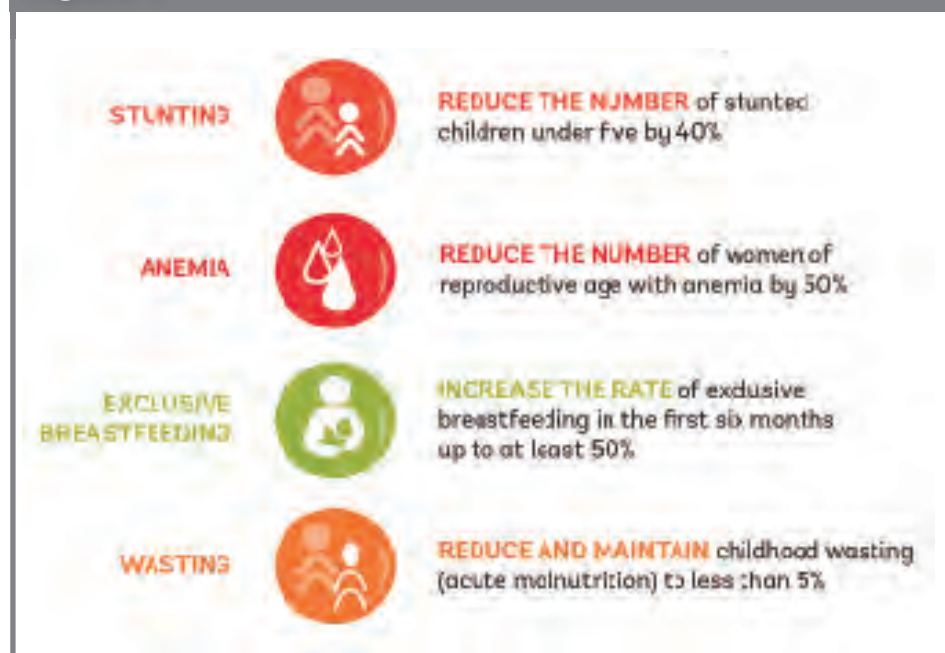 STUNTING
REDUCE THE NUMBER of stunted
children under five by 40%
ANEMIA
REDUCE THE NUMBER of women of
reproductive age with anemia by 50%
EXCLUSIVE
BREASTFEEDING
INCREASE THE RATE of exclusive
breastfeeding in the first six months
up to at least 50%
WASTING
REDUCE AND MAINTAIN childhood wasting
(acute malnutrition) to less than 5%